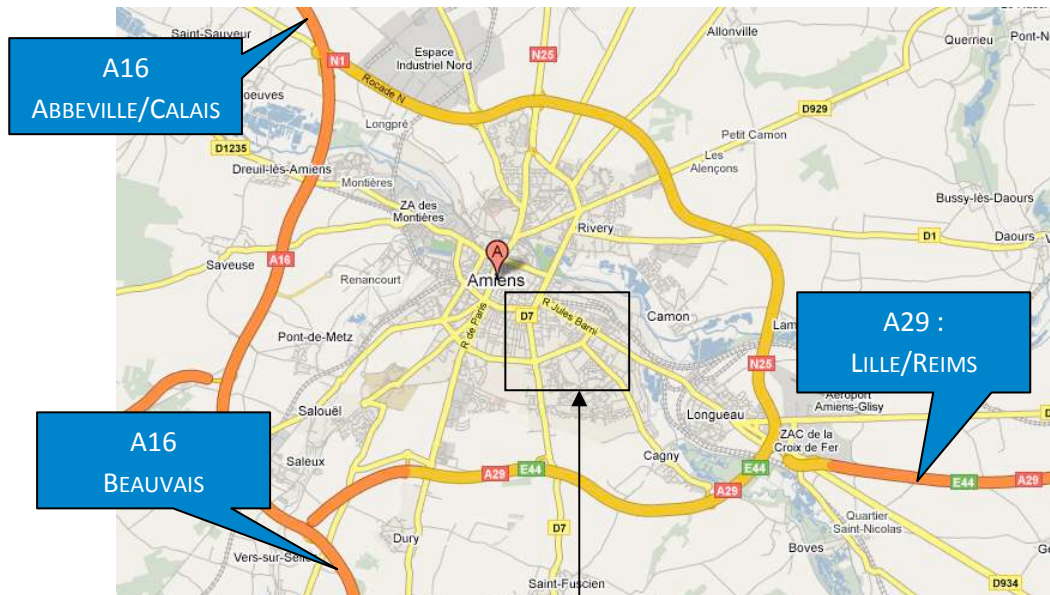 A16
ABBEVILLE/CALAIS
Saint-Sauveur
N1
Rocade N
Espace
Industriel Nord
N25
Allonville
Querrieu
D929
Longpré
D1235
Dreuil-lès-Amiens
Montières
Petit Camon
Les
Alençons
ZA des
Montières
Bussy-lès-Daours
Rivery
D1
Daours
A16
Saveuse
Renancourt
A
Amiens
D7
R Jules Barni
R de Paris
Camon
Pont-de-Metz
N25
A29 :
LILLE/REIMS
Aéroport
Amiens-Glisy
Longueau
ZAC de la
Croix de Fer
Salouël
Saleux
Cagny
A16
BEAUVAIS
A29
E44
E44
A29
E44
A29
Quartier
Saint-Nicolas
D7
Boves
Dury
Vers-sur-Selles
Saint-Fuscien
D934